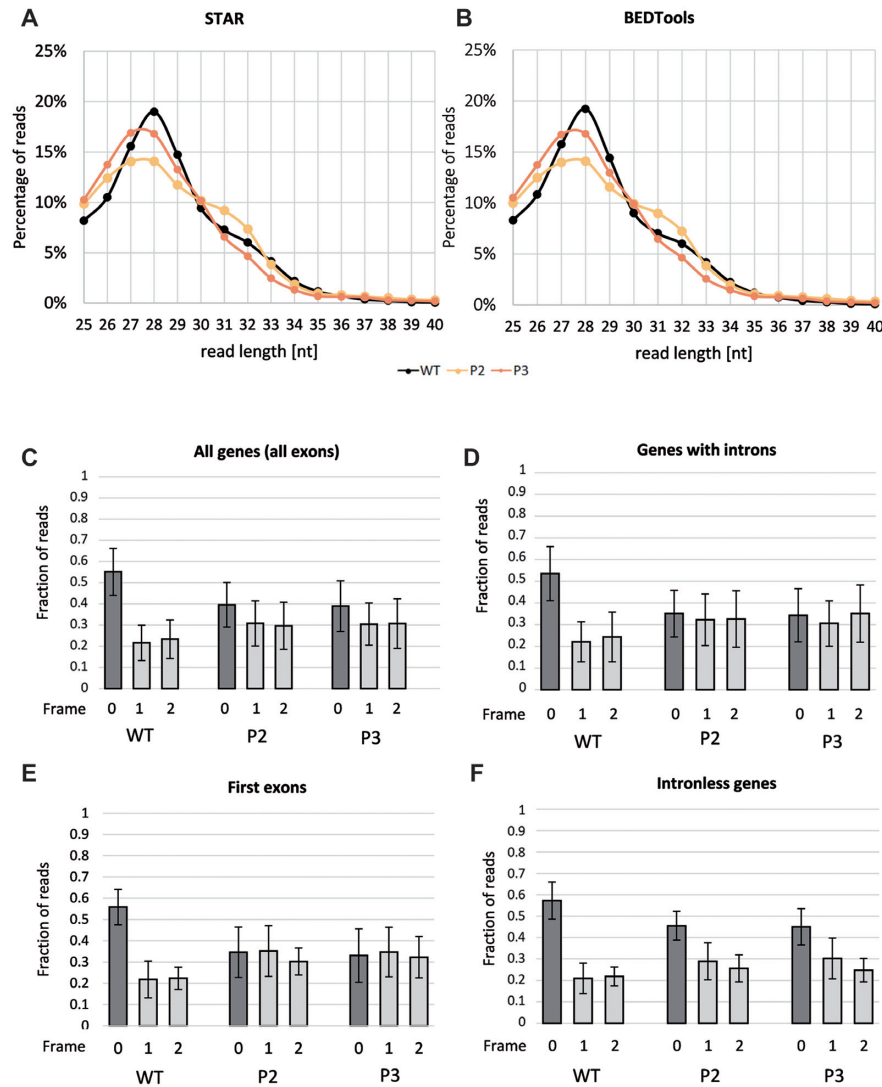 A
STAR
25%
20%
15%
10%
5%
0%
Percentage of reads
25 26 27 28 29 30 31 32 33 34 35 36 37 38 39 40
read length [nt]
B
BEDTools
25%
20%
15%
10%
5%
0%
Percentage of reads
25 26 27 28 29 30 31 32 33 34 35 36 37 38 39 40
read length [nt]
WT P2 P3
C
All genes (all exons)
1
0.9
0.8
0.7
0.6
0.5
0.4
0.3
0.2
0.1
0
Fraction of reads
Frame 0 1 2 0 1 2 0 1 2
WT P2 P3
D
Genes with introns
1
0.9
0.8
0.7
0.6
0.5
0.4
0.3
0.2
0.1
0
Fraction of reads
Frame 0 1 2 0 1 2 0 1 2
WT P2 P3
E
First exons
1
0.9
0.8
0.7
0.6
0.5
0.4
0.3
0.2
0.1
0
Fraction of reads
Frame 0 1 2 0 1 2 0 1 2
WT P2 P3
F
Intronless genes
1
0.9
0.8
0.7
0.6
0.5
0.4
0.3
0.2
0.1
0
Fraction of reads
Frame 0 1 2 0 1 2 0 1 2
WT P2 P3